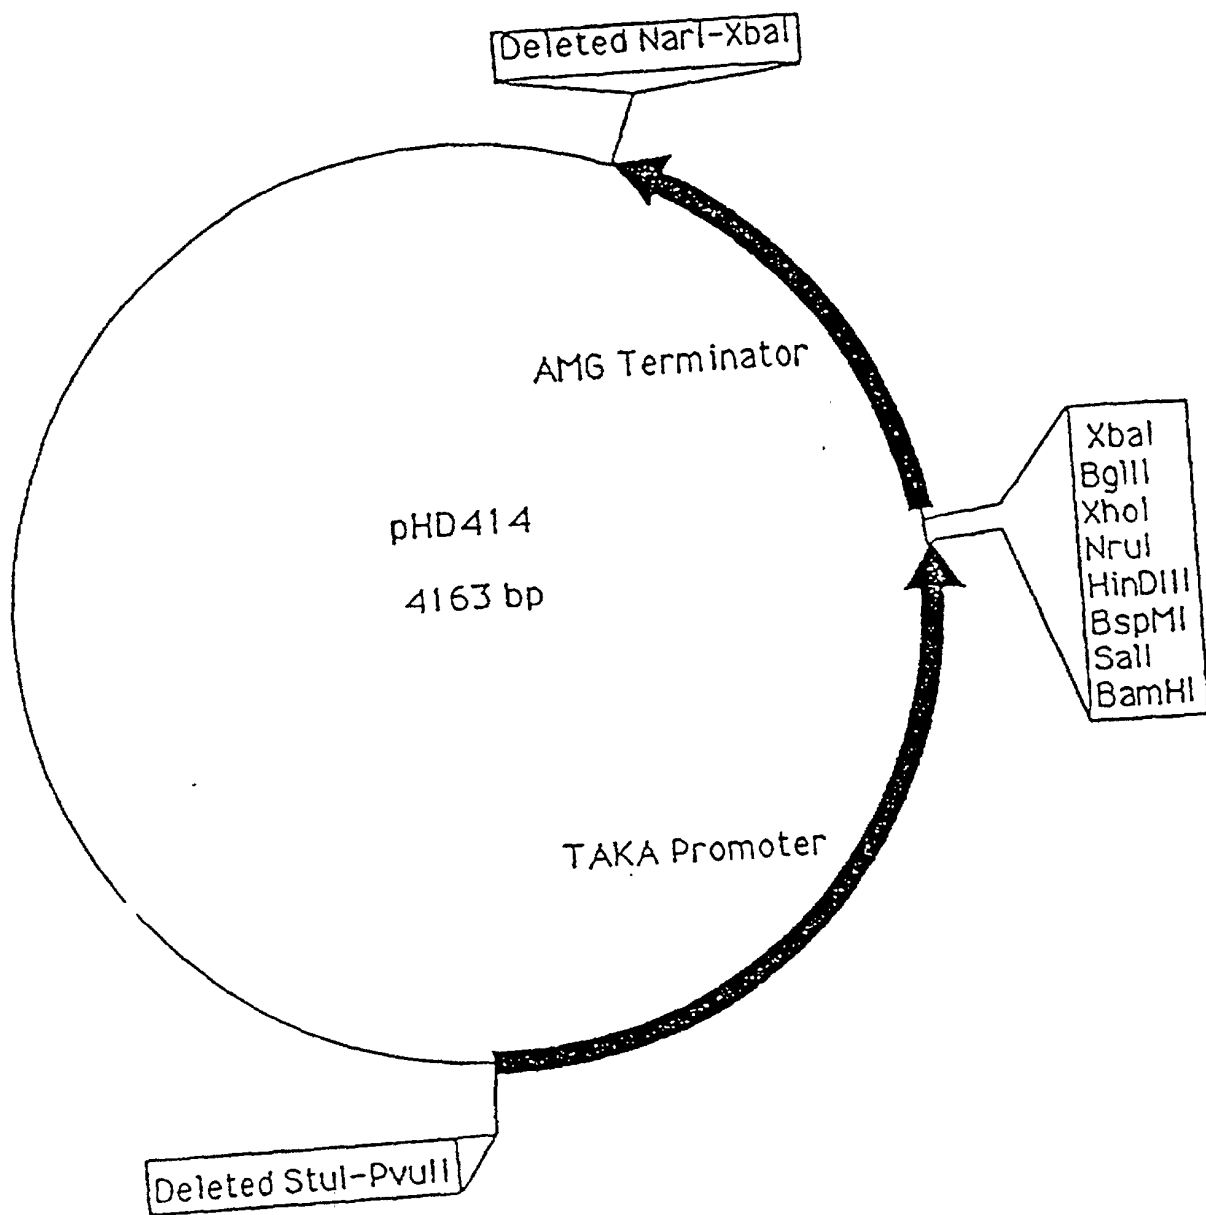 Deleted NarI-XbaI
AMG Terminator
pHD414
4163 bp
XbaI
BglII
XhoI
NruI
HinDIII
BspMI
SalI
BamHI
TAKA Promoter
Deleted StuI-PvuII